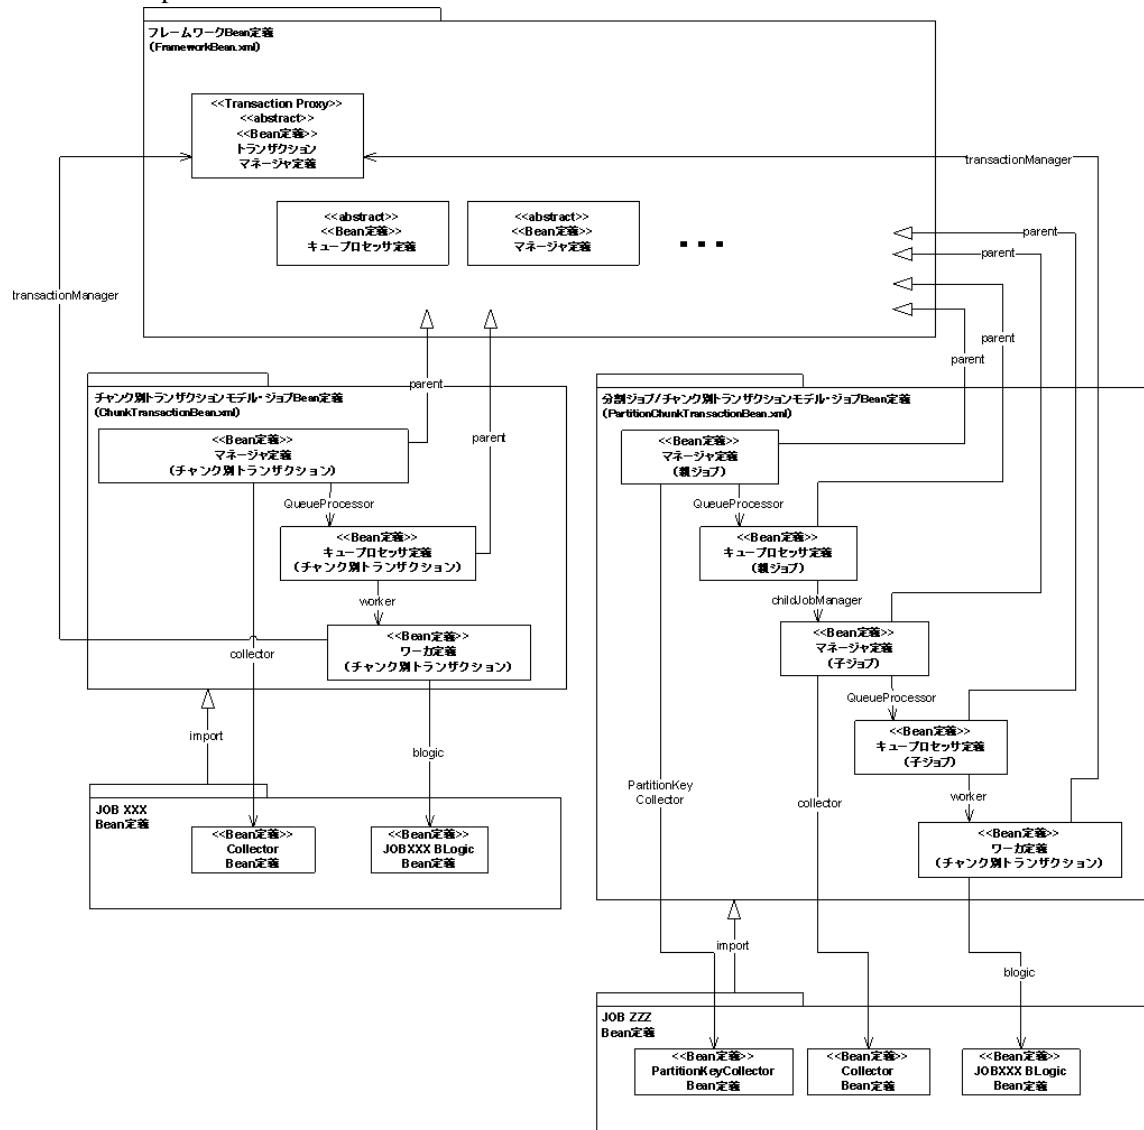 フレームワークBean定義
(FrameworkBean.xml)
<<Transaction Proxy>>
<<abstract>>
<<Bean定義>>
トランザクション
マネージャ定義
transactionManager
<<abstract>>
<<Bean定義>>
キュープロセッサ定義
<<abstract>>
<<Bean定義>>
マネージャ定義
...
parent
parent
parent
parent
transactionManager
parent
parent
チャンク別トランザクションモデル・ジョブBean定義
(ChunkTransactionBean.xml)
<<Bean定義>>
マネージャ定義
(チャンク別トランザクション)
QueueProcessor
<<Bean定義>>
キュープロセッサ定義
(チャンク別トランザクション)
worker
<<Bean定義>>
ワーカ定義
(チャンク別トランザクション)
collector
import
blogic
JOB XXX
Bean定義
<<Bean定義>>
Collector
Bean定義
<<Bean定義>>
JOBXXX BLogic
Bean定義
分割ジョブ/チャンク別トランザクションモデル・ジョブBean定義
(PartitionChunkTransactionBean.xml)
<<Bean定義>>
マネージャ定義
(親ジョブ)
QueueProcessor
<<Bean定義>>
キュープロセッサ定義
(親ジョブ)
childJobManager
<<Bean定義>>
マネージャ定義
(子ジョブ)
QueueProcessor
<<Bean定義>>
キュープロセッサ定義
(子ジョブ)
PartitionKey
Collector
collector
worker
<<Bean定義>>
ワーカ定義
(チャンク別トランザクション)
import
blogic
JOB ZZZ
Bean定義
<<Bean定義>>
PartitionKeyCollector
Bean定義
<<Bean定義>>
Collector
Bean定義
<<Bean定義>>
JOBXXX BLogic
Bean定義